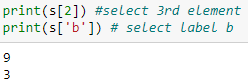 print(s[2]) #select 3rd element
print(s['b']) # select label b
9
3